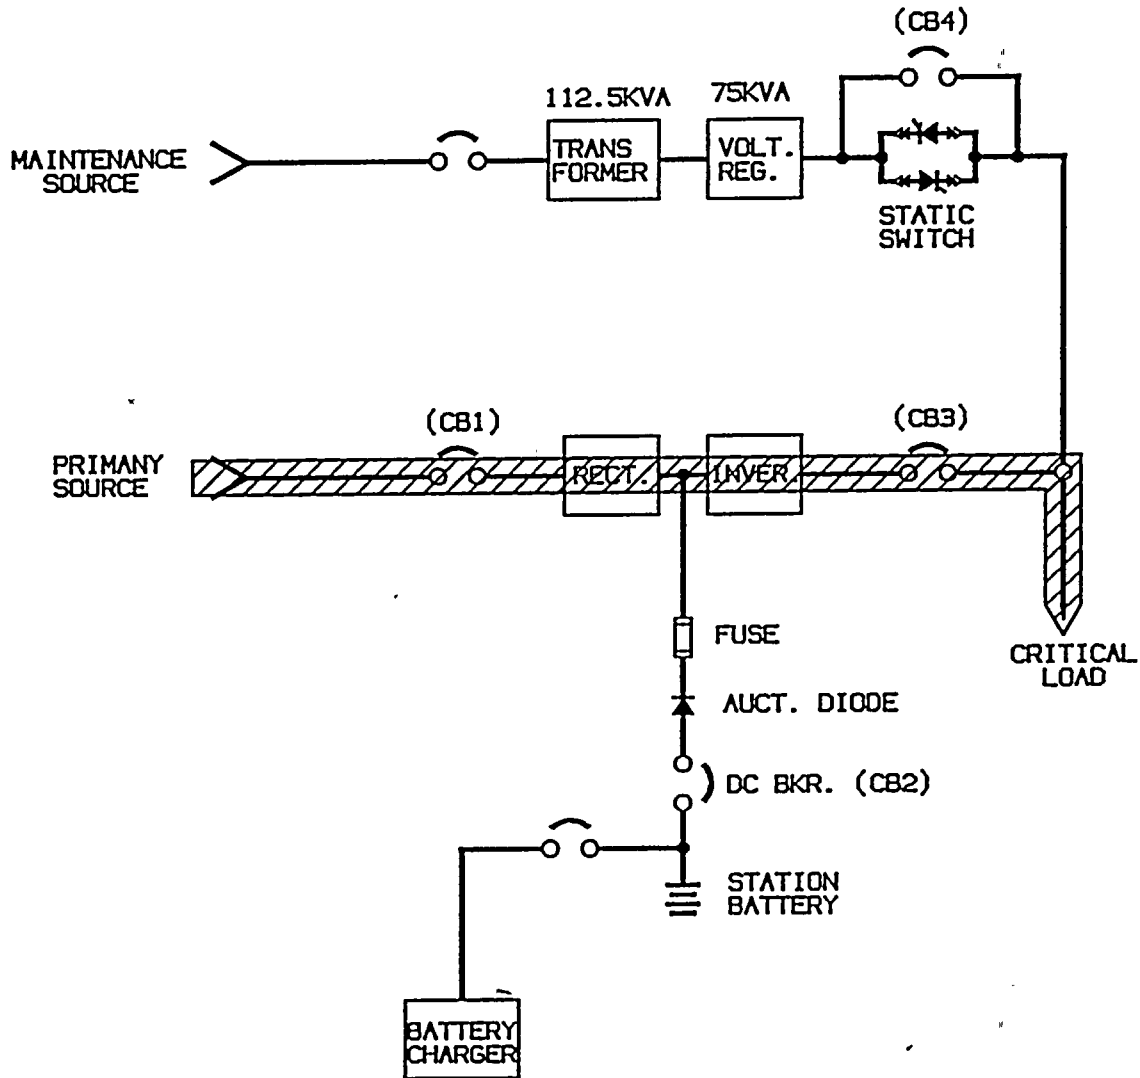 (CB4)
112.5KVA
75KVA
MAINTENANCE
SOURCE
TRANS
FORMER
VOLT.
REG.
STATIC
SWITCH
(CB1)
(CB3)
PRIMANY
SOURCE
RECT.
INVER.
FUSE
CRITICAL
LOAD
AUCT. DIODE
DC BKR. (CB2)
STATION
BATTERY
BATTERY
CHARGER